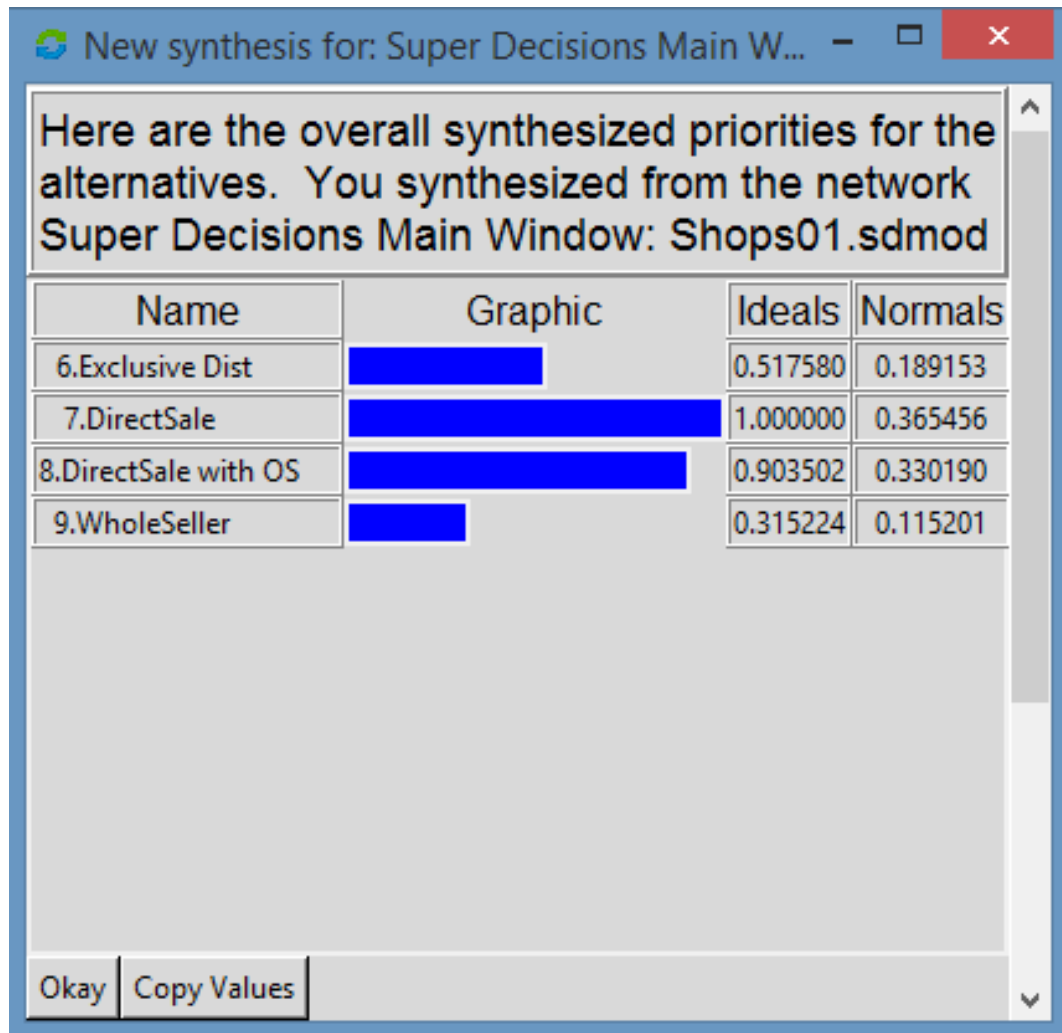 New synthesis for: Super Decisions Main W...
Here are the overall synthesized priorities for the
alternatives.  You synthesized from the network
Super Decisions Main Window: Shops01.sdmod
Name Graphic Ideals Normals
6.Exclusive Dist 0.517580 0.189153
7.DirectSale 1.000000 0.365456
8.DirectSale with OS 0.903502 0.330190
9.WholeSeller 0.315224 0.115201
Okay Copy Values